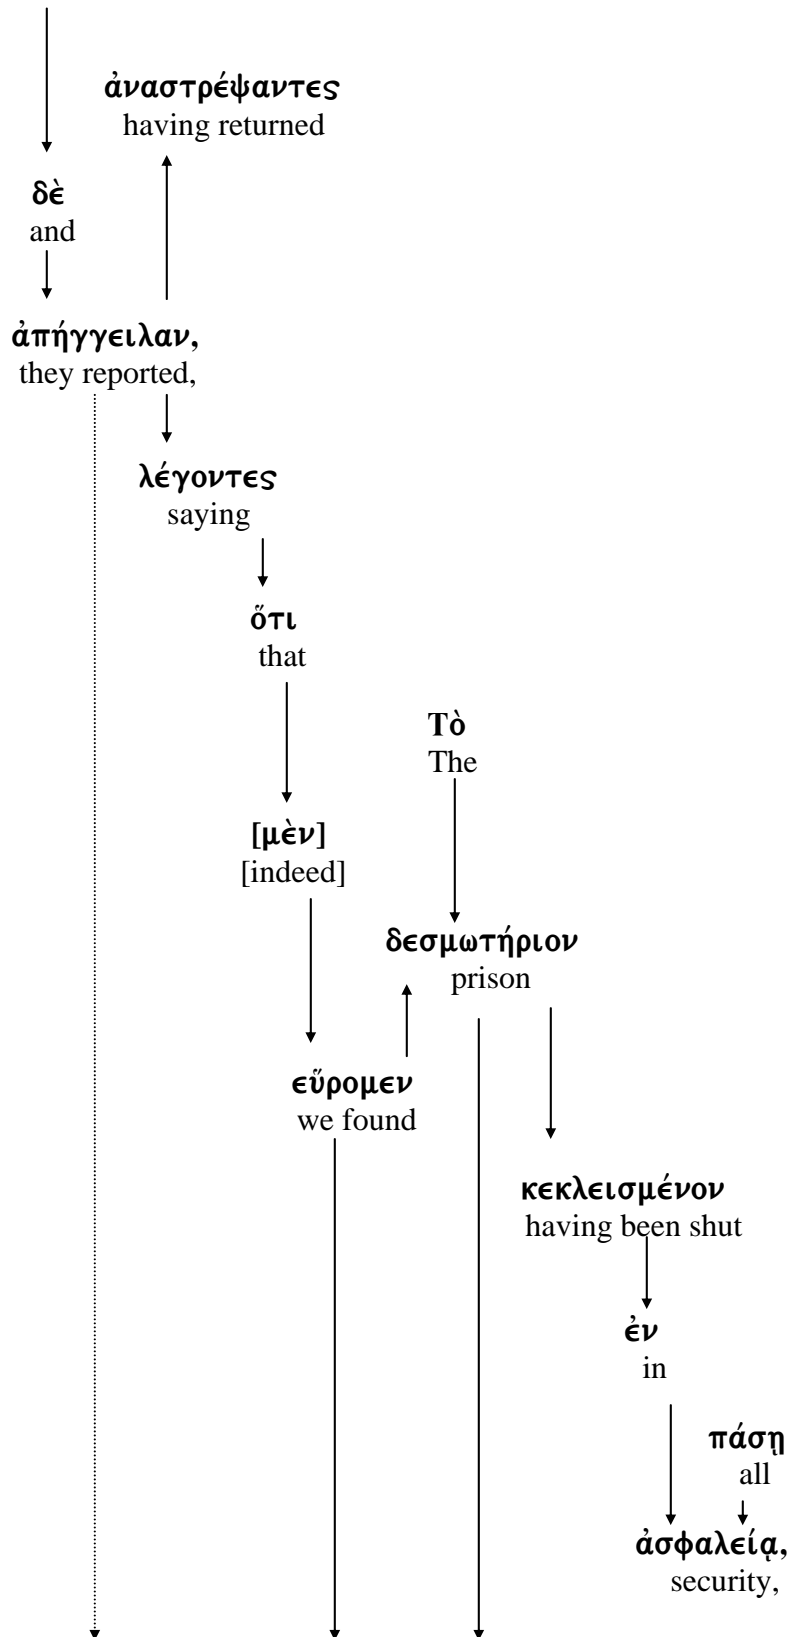 ἀναστρέψαντες
having returned
δὲ
and
ἀπήγγειλαν,
they reported,
λέγοντες
saying
ὅτι
that
Τὸ
The
[μὲν]
[indeed]
δεσμωτήριον
prison
εὕρομεν
we found
κεκλεισμένον
having been shut
ἐν
in
πάσῃ
all
ἀσφαλείᾳ,
security,